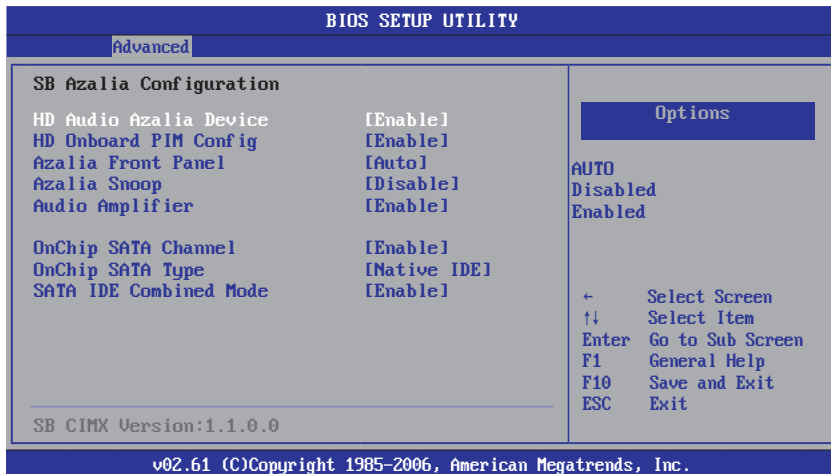 BIOS SETUP UTILITY
Advanced
SB Azalia Configuration
HD Audio Azalia Device [Enable]
HD Onboard PIM Config [Enable]
Azalia Front Panel [Auto]
Azalia Snoop [Disable]
Audio Amplifier [Enable]
OnChip SATA Channel [Enable]
OnChip SATA Type [Native IDE]
SATA IDE Combined Mode [Enable]
SB CIMX Version:1.1.0.0
Options
AUTO
Disabled
Enabled
← Select Screen
↑↓ Select Item
Enter Go to Sub Screen
F1 General Help
F10 Save and Exit
ESC Exit
v02.61 (C)Copyright 1985-2006, American Megatrends, Inc.